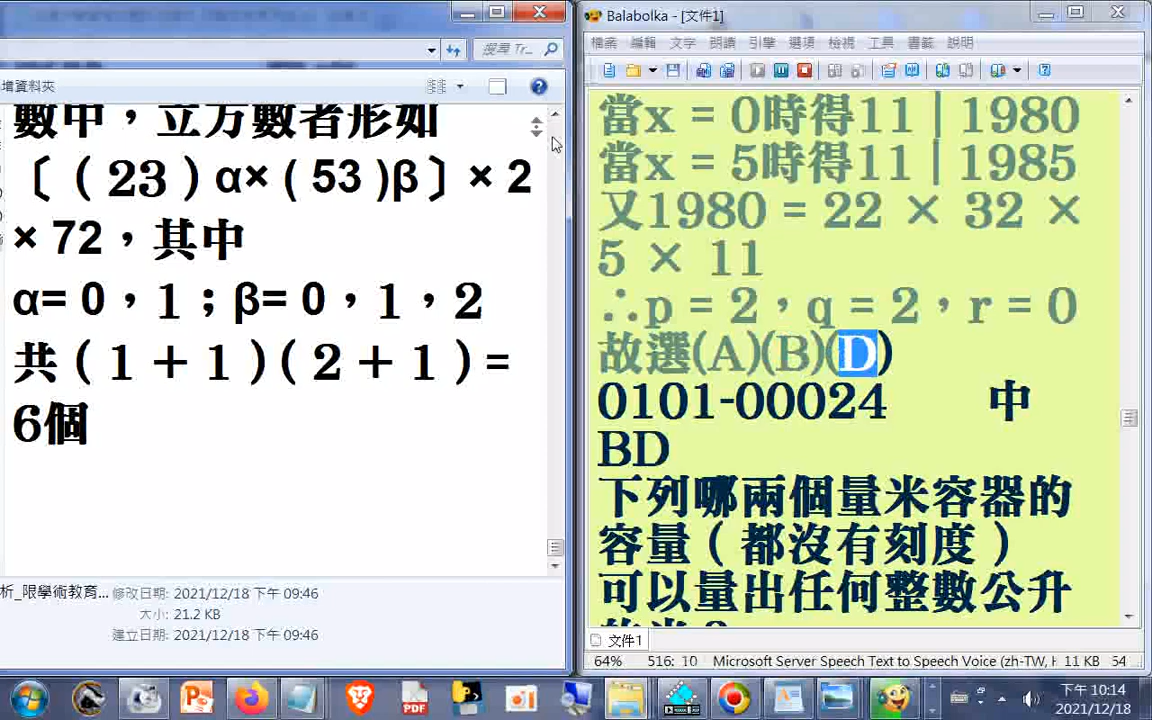 搜尋 Tr...
增資料夾
數中，立方數者形如
〔（23）α×（53）β〕× 2
× 72，其中
α= 0，1；β= 0，1，2
共（1 + 1）（2 + 1）=
6個
析_限學術教育... 修改日期: 2021/12/18 下午 09:46
大小: 21.2 KB
建立日期: 2021/12/18 下午 09:46
Balabolka - [文件1]
檔案 編輯 文字 朗讀 引擎 選項 檢視 工具 書籤 說明
當x = 0時得11 | 1980
當x = 5時得11 | 1985
又1980 = 22 × 32 ×
5 × 11
∴p = 2，q = 2，r = 0
故選(A)(B)(D)
0101-00024 中
BD
下列哪兩個量米容器的
容量（都沒有刻度）
可以量出任何整數公升
文件1
64% 516: 10 Microsoft Server Speech Text to Speech Voice (zh-TW, H 11 KB 54
下午 10:14
2021/12/18